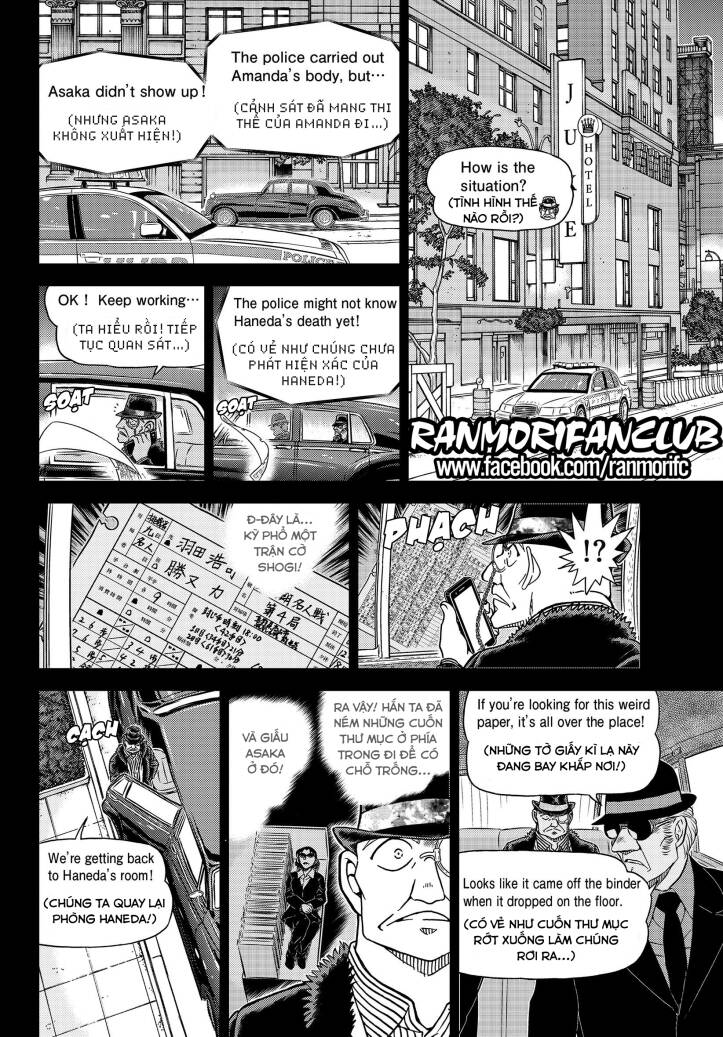 How is the
situation?
(TÌNH HÌNH THẾ
NÀO RỒI?)
JUKE
HOTEL
The police carried out
Amanda's body, but...
(CẢNH SÁT ĐÃ MANG THI
THỂ CỦA AMANDA ĐI...)
Asaka didn't show up!
(NHƯNG ASAKA
KHÔNG XUẤT HIỆN!)
POLICE
The police might not know
Haneda's death yet!
(CÓ VẺ NHƯ CHÚNG CHƯA
PHÁT HIỆN XÁC CỦA
HANEDA!)
SOẠT
OK! Keep working...
(TA HIỂU RỒI! TIẾP
TỤC QUAN SÁT...)
SOẠT
RANMORIFANCLUB
www.facebook.com/ranmorifc
!?
PHẠCH
Đ-ĐÂY LÀ...
KỲ PHỔ MỘT
TRẬN CỜ
SHOGI!
羽田浩司
勝又力
名人
第4局
If you're looking for this weird
paper, it's all over the place!
(NHỮNG TỜ GIẤY KÌ LẠ NÀY
ĐANG BAY KHẮP NƠI!)
Looks like it came off the binder
when it dropped on the floor.
(CÓ VẺ NHƯ CUỐN THƯ MỤC
RỚT XUỐNG LÀM CHÚNG
RƠI RA...)
RA VẬY! HẮN TA ĐÃ
NÉM NHỮNG CUỐN
THƯ MỤC Ở PHÍA
TRONG ĐI ĐỂ CÓ
CHỖ TRỐNG...
VÀ GIẤU
ASAKA
Ở ĐÓ!
CẠCH
We're getting back
to Haneda's room!
(CHÚNG TA QUAY LẠI
PHÒNG HANEDA!)